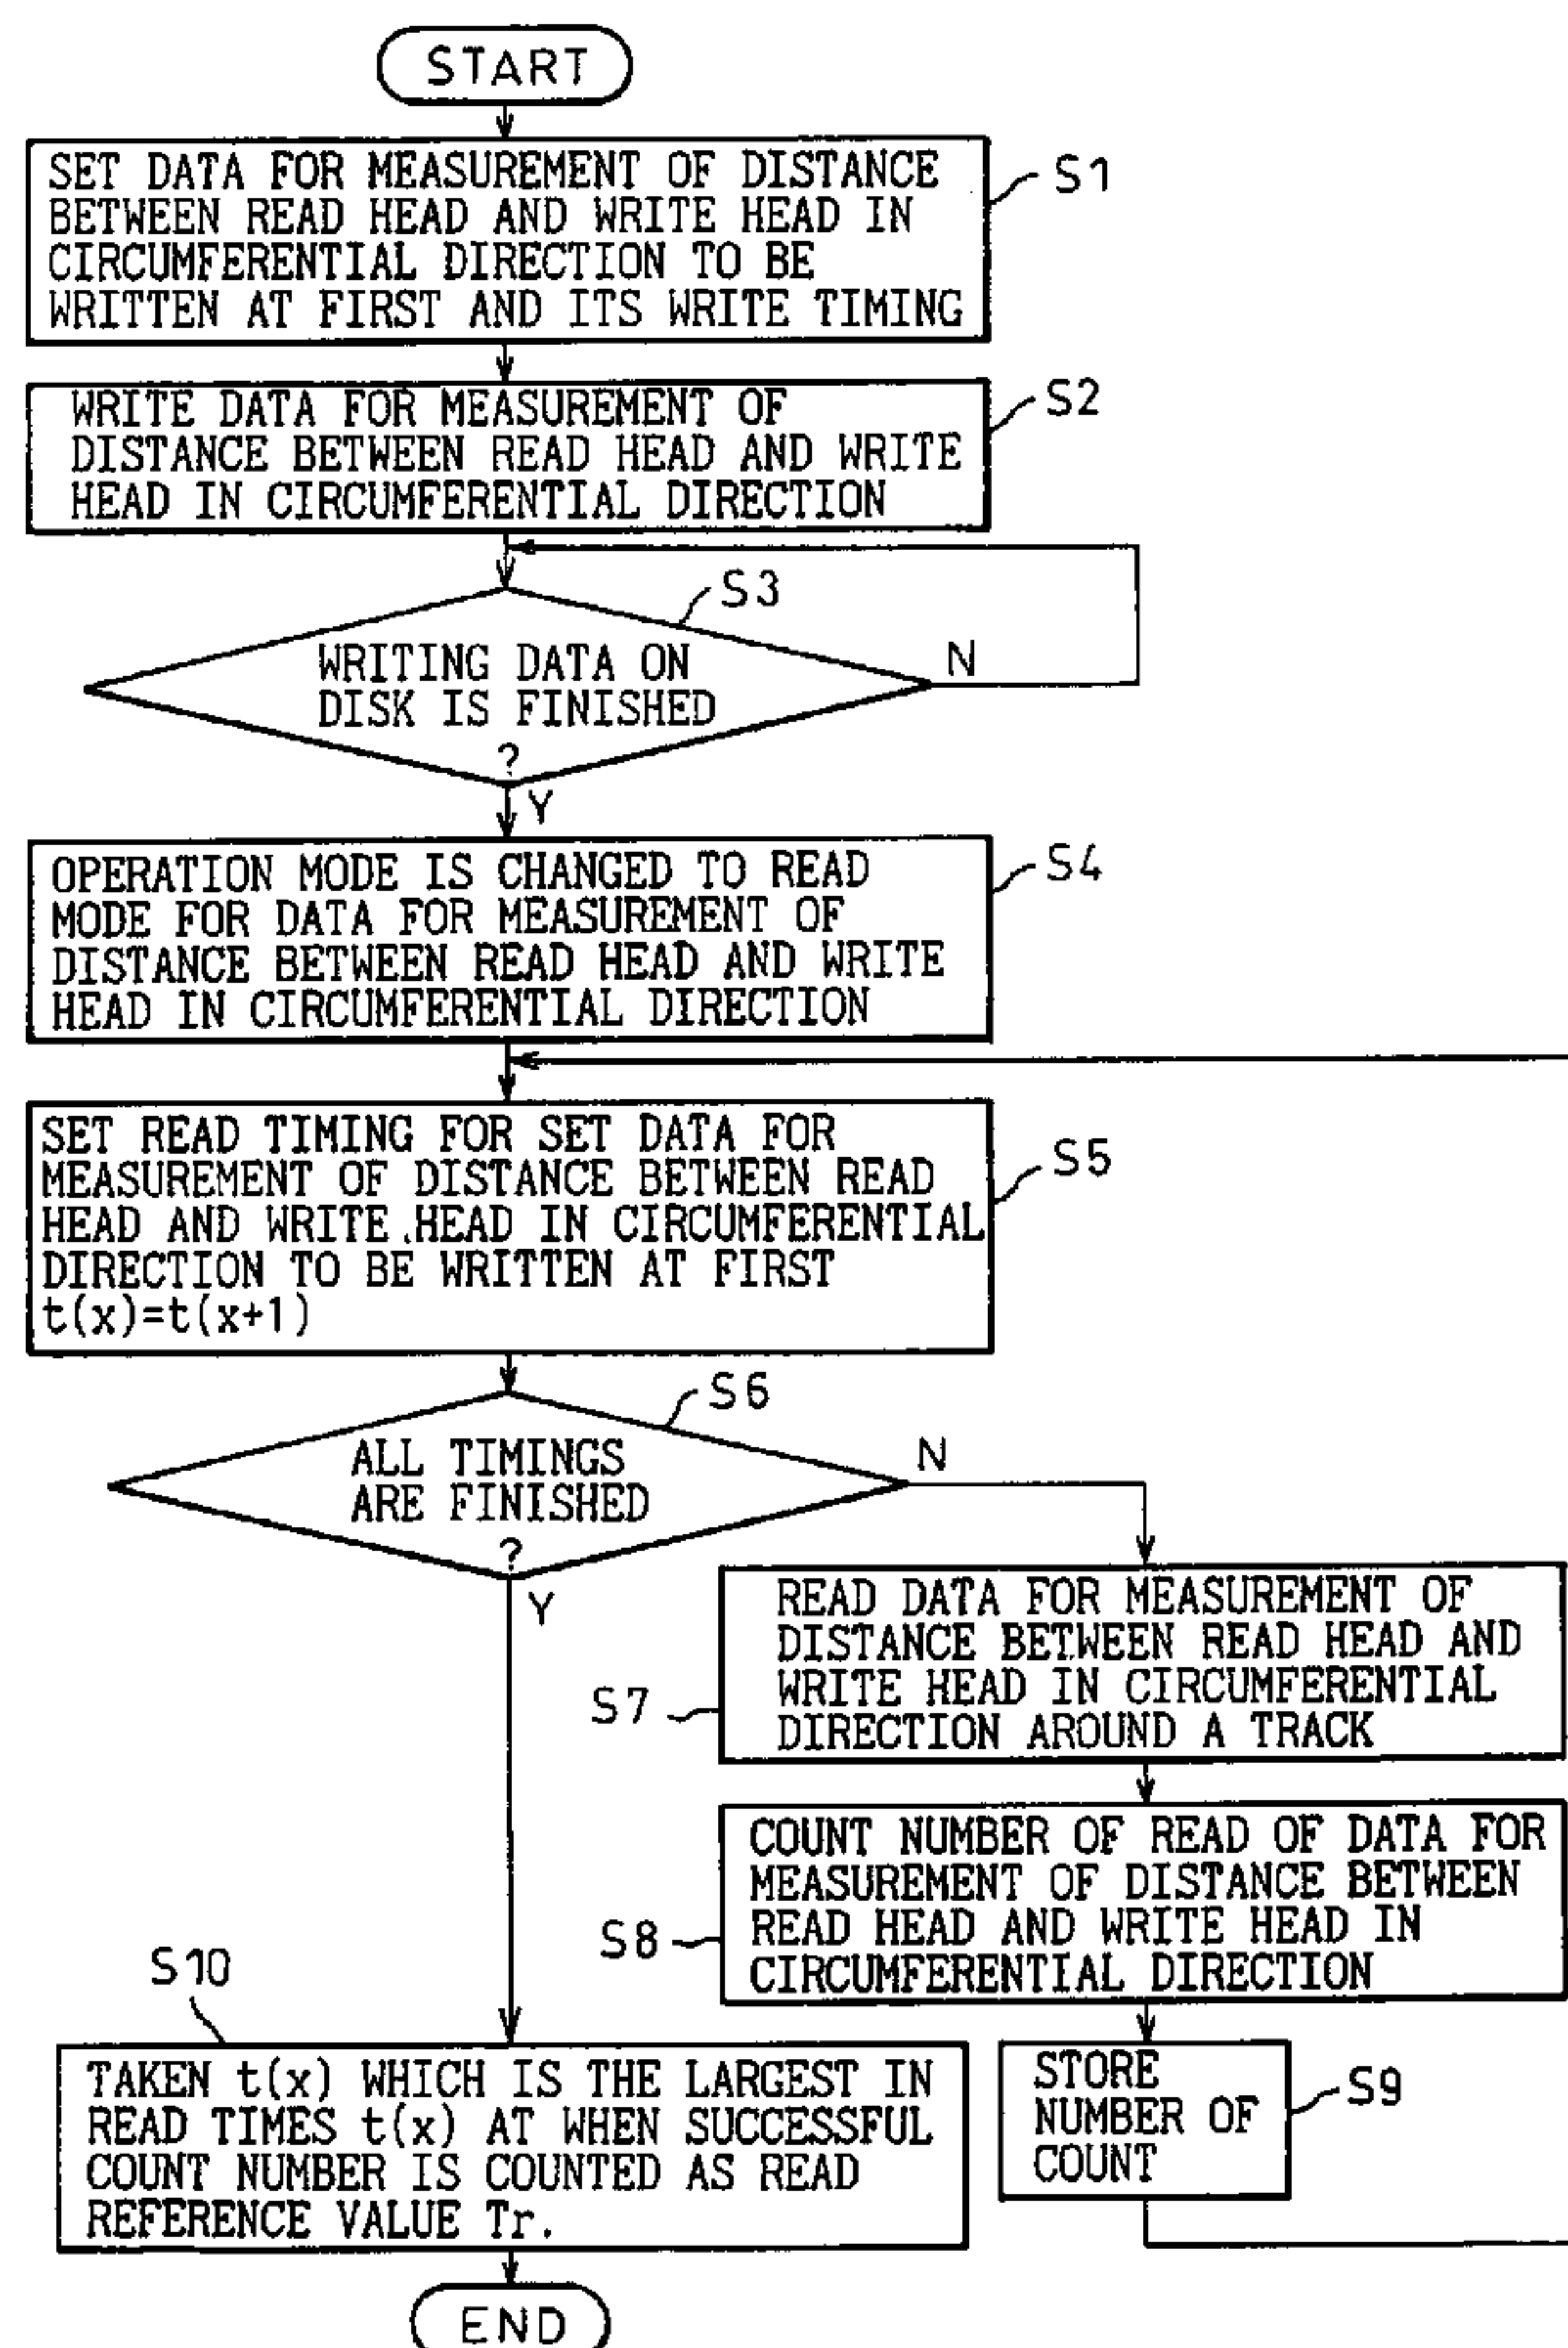 START
SET DATA FOR MEASUREMENT OF DISTANCE
BETWEEN READ HEAD AND WRITE HEAD IN
CIRCUMFERENTIAL DIRECTION TO BE
WRITTEN AT FIRST AND ITS WRITE TIMING
S1
WRITE DATA FOR MEASUREMENT OF
DISTANCE BETWEEN READ HEAD AND WRITE
HEAD IN CIRCUMFERENTIAL DIRECTION
S2
S3
WRITING DATA ON
DISK IS FINISHED
?
N
Y
OPERATION MODE IS CHANGED TO READ
MODE FOR DATA FOR MEASUREMENT OF
DISTANCE BETWEEN READ HEAD AND WRITE
HEAD IN CIRCUMFERENTIAL DIRECTION
S4
SET READ TIMING FOR SET DATA FOR
MEASUREMENT OF DISTANCE BETWEEN READ
HEAD AND WRITE HEAD IN CIRCUMFERENTIAL
DIRECTION TO BE WRITTEN AT FIRST
t(x)=t(x+1)
S5
S6
ALL TIMINGS
ARE FINISHED
?
N
Y
READ DATA FOR MEASUREMENT OF
DISTANCE BETWEEN READ HEAD AND
WRITE HEAD IN CIRCUMFERENTIAL
DIRECTION AROUND A TRACK
S7
COUNT NUMBER OF READ OF DATA FOR
MEASUREMENT OF DISTANCE BETWEEN
READ HEAD AND WRITE HEAD IN
CIRCUMFERENTIAL DIRECTION
S8
STORE
NUMBER OF
COUNT
S9
S10
TAKEN t(x) WHICH IS THE LARGEST IN
READ TIMES t(x) AT WHEN SUCCESSFUL
COUNT NUMBER IS COUNTED AS READ
REFERENCE VALUE Tr.
END